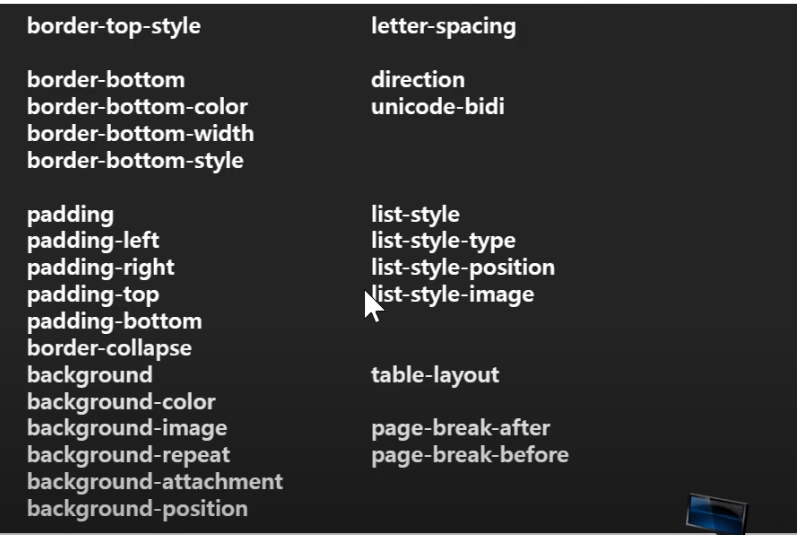 border-top-style
border-bottom
border-bottom-color
border-bottom-width
border-bottom-style
padding
padding-left
padding-right
padding-top
padding-bottom
border-collapse
background
background-color
background-image
background-repeat
background-attachment
background-position
letter-spacing
direction
unicode-bidi
list-style
list-style-type
list-style-position
list-style-image
table-layout
page-break-after
page-break-before